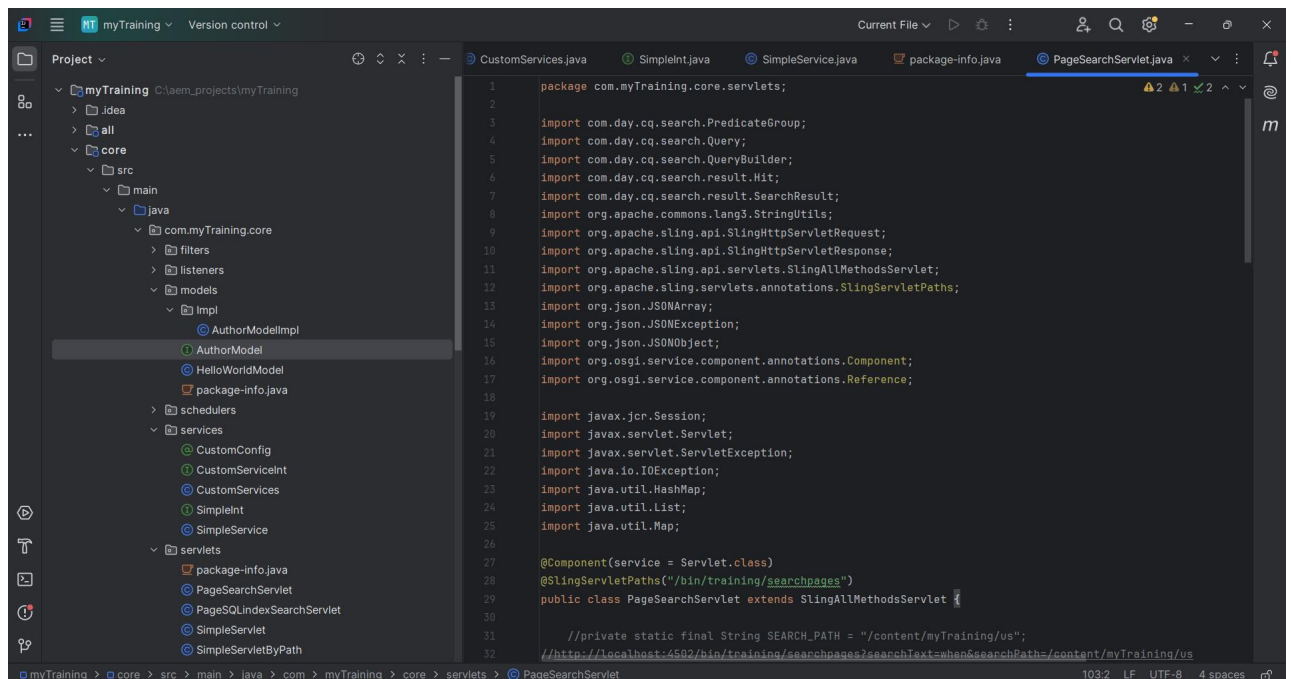 MT myTraining Version control Current File
Project
myTraining C:\aem_projects\myTraining
.idea
all
core
src
main
java
com.myTraining.core
filters
listeners
models
Impl
AuthorModelImpl
AuthorModel
HelloWorldModel
package-info.java
schedulers
services
CustomConfig
CustomServiceInt
CustomServices
SimpleInt
SimpleService
servlets
package-info.java
PageSearchServlet
PageSQLindexSearchServlet
SimpleServlet
SimpleServletByPath
CustomServices.java SimpleInt.java SimpleService.java package-info.java PageSearchServlet.java
2 1 2
1 package com.myTraining.core.servlets;
2
3 import com.day.cq.search.PredicateGroup;
4 import com.day.cq.search.Query;
5 import com.day.cq.search.QueryBuilder;
6 import com.day.cq.search.result.Hit;
7 import com.day.cq.search.result.SearchResult;
8 import org.apache.commons.lang3.StringUtils;
9 import org.apache.sling.api.SlingHttpServletRequest;
10 import org.apache.sling.api.SlingHttpServletResponse;
11 import org.apache.sling.api.servlets.SlingAllMethodsServlet;
12 import org.apache.sling.servlets.annotations.SlingServletPaths;
13 import org.json.JSONArray;
14 import org.json.JSONException;
15 import org.json.JSONObject;
16 import org.osgi.service.component.annotations.Component;
17 import org.osgi.service.component.annotations.Reference;
18
19 import javax.jcr.Session;
20 import javax.servlet.Servlet;
21 import javax.servlet.ServletException;
22 import java.io.IOException;
23 import java.util.HashMap;
24 import java.util.List;
25 import java.util.Map;
26
27 @Component(service = Servlet.class)
28 @SlingServletPaths("/bin/training/searchpages")
29 public class PageSearchServlet extends SlingAllMethodsServlet {
30
31 //private static final String SEARCH_PATH = "/content/myTraining/us";
32 //http://localhost:4502/bin/training/searchpages?searchText=when&searchPath=/content/myTraining/us
m
myTraining > core > src > main > java > com > myTraining > core > servlets > PageSearchServlet 103:2 LF UTF-8 4 spaces